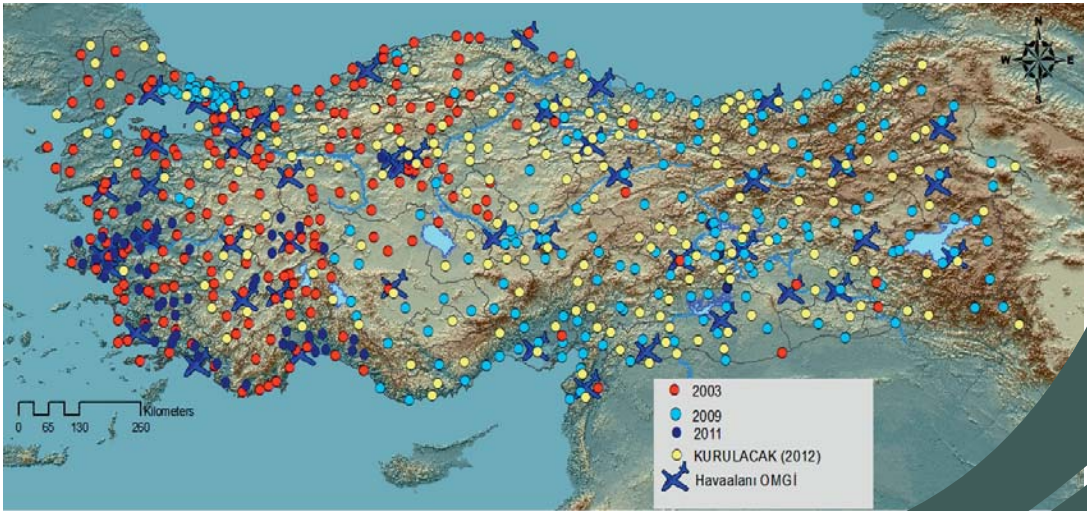 N
W E
S
Kilometers
0 65 130 260
2003
2009
2011
KURULACAK (2012)
Havaalanı OMGİ